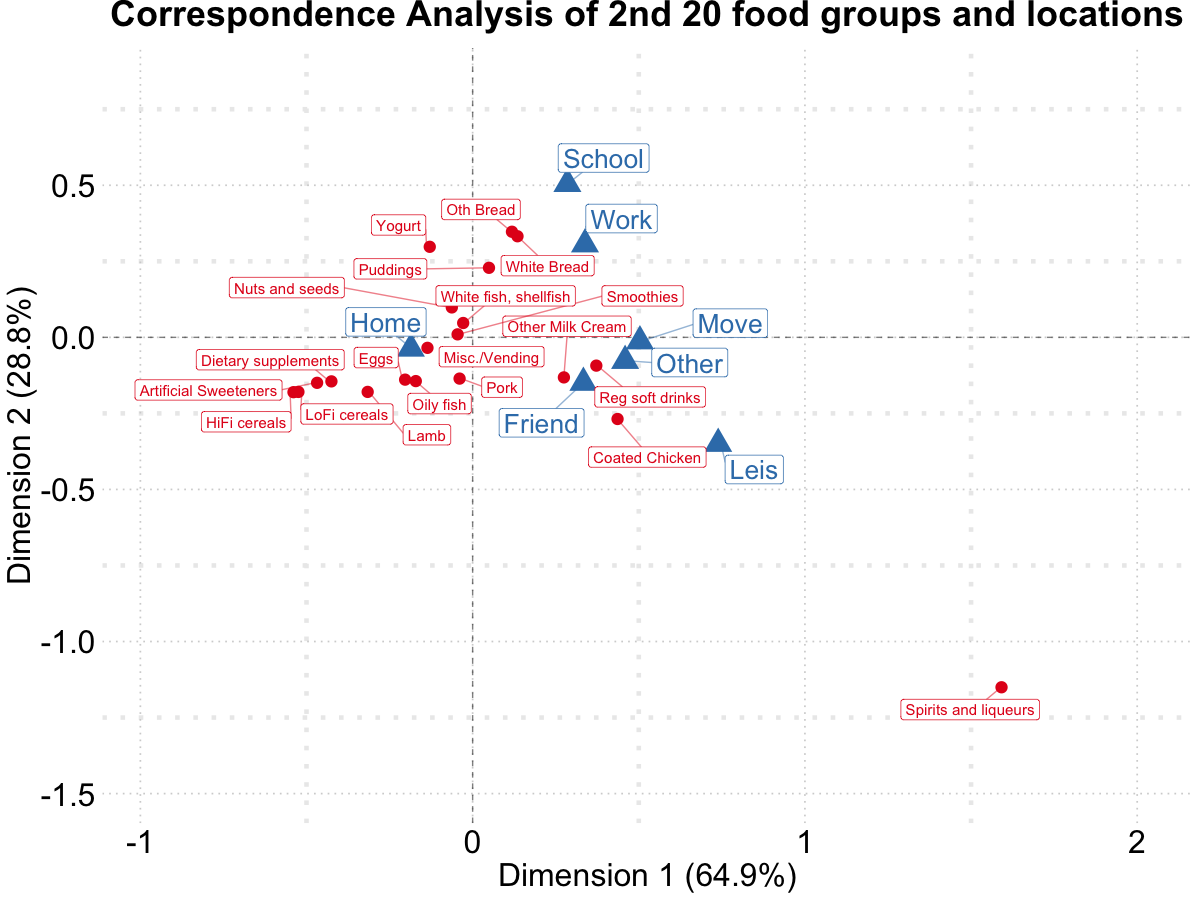 Correspondence Analysis of 2nd 20 food groups and locations
School
Oth Bread
Work
Yogurt
White Bread
Puddings
Nuts and seeds
White fish, shellfish
Smoothies
Home
Other Milk Cream
Move
Dietary supplements
Eggs
Misc./Vending
Other
Artificial Sweeteners
Pork
Reg soft drinks
Oily fish
LoFi cereals
HiFi cereals
Friend
Lamb
Coated Chicken
Leis
Spirits and liqueurs
0.5
0.0
-0.5
-1.0
-1.5
Dimension 2 (28.8%)
-1
0
1
2
Dimension 1 (64.9%)